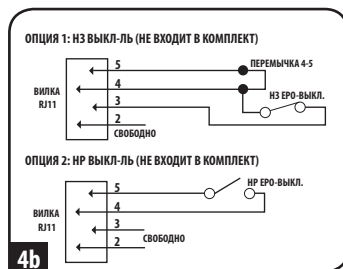 ОПЦИЯ 1: НЗ ВЫКЛ-ЛЬ (НЕ ВХОДИТ В КОМПЛЕКТ)
5
ПЕРЕМЫЧКА 4-5
4
ВИЛКА
RJ11
3
НЗ EPO-ВЫКЛ.
2
СВОБОДНО
ОПЦИЯ 2: НР ВЫКЛ-ЛЬ (НЕ ВХОДИТ В КОМПЛЕКТ)
5
НР EPO-ВЫКЛ.
4
ВИЛКА
RJ11
3
СВОБОДНО
2
4b